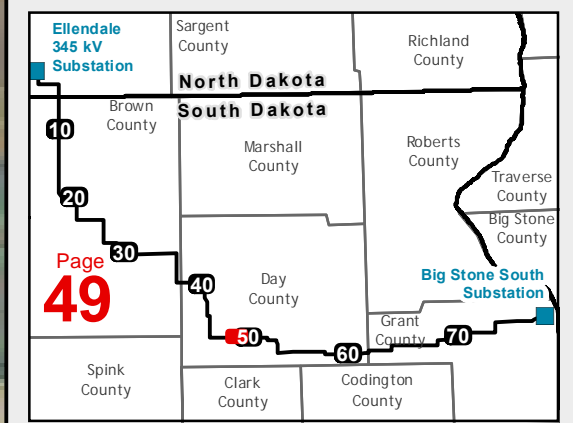 Ellendale
345 kV
Substation
Sargent
County
Richland
County
North Dakota
South Dakota
Brown
County
10
Marshall
County
Roberts
County
Traverse
County
20
Big Stone
County
30
Page
49
40
Day
County
Big Stone South
Substation
50
Grant
County
60
70
Spink
County
Clark
County
Codington
County